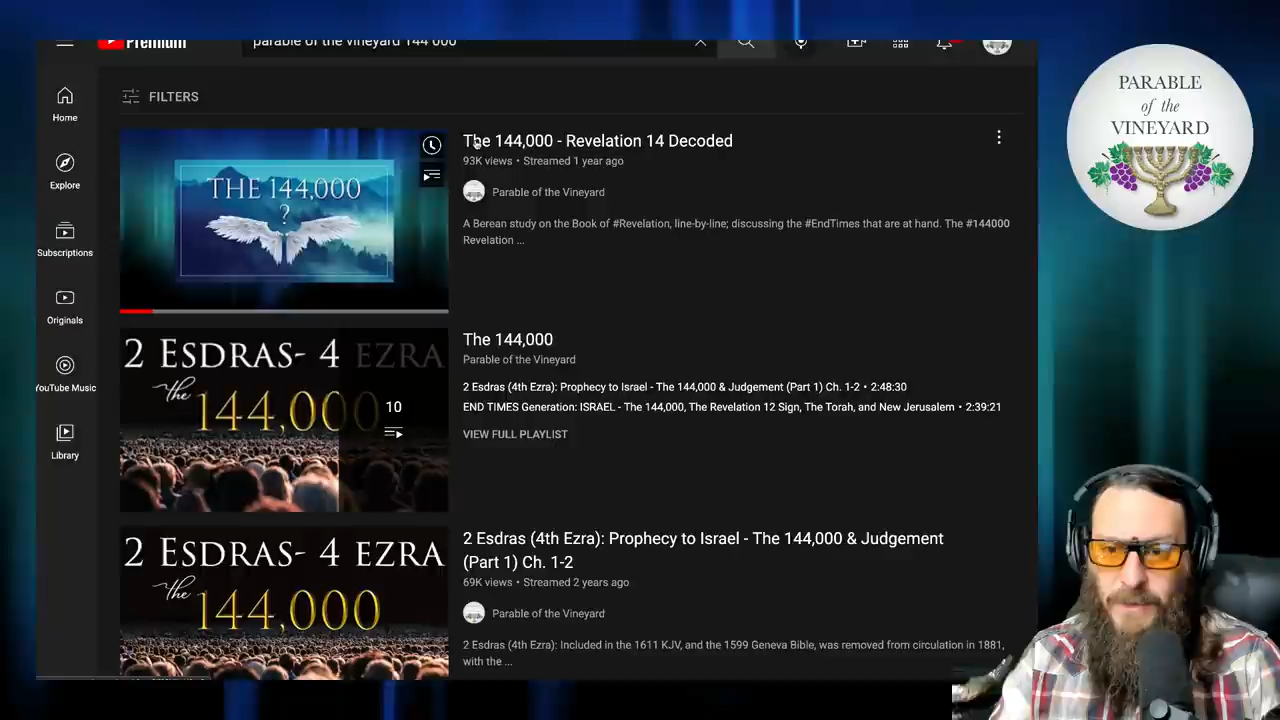 Premium
parable of the vineyard 144 000
FILTERS
Home
Explore
Subscriptions
Originals
YouTube Music
Library
THE 144,000
?
The 144,000 - Revelation 14 Decoded
93K views • Streamed 1 year ago
Parable of the Vineyard
A Berean study on the Book of #Revelation, line-by-line; discussing the #EndTimes that are at hand. The #144000
Revelation ...
2 ESDRAS- 4 EZRA
the
144,000
10
The 144,000
Parable of the Vineyard
2 Esdras (4th Ezra): Prophecy to Israel - The 144,000 & Judgement (Part 1) Ch. 1-2 • 2:48:30
END TIMES Generation: ISRAEL - The 144,000, The Revelation 12 Sign, The Torah, and New Jerusalem • 2:39:21
VIEW FULL PLAYLIST
2 ESDRAS- 4 EZRA
the
144,000
2 Esdras (4th Ezra): Prophecy to Israel - The 144,000 & Judgement
(Part 1) Ch. 1-2
69K views • Streamed 2 years ago
Parable of the Vineyard
2 Esdras (4th Ezra): Included in the 1611 KJV, and the 1599 Geneva Bible, was removed from circulation in 1881,
with the ...
PARABLE
of the
VINEYARD